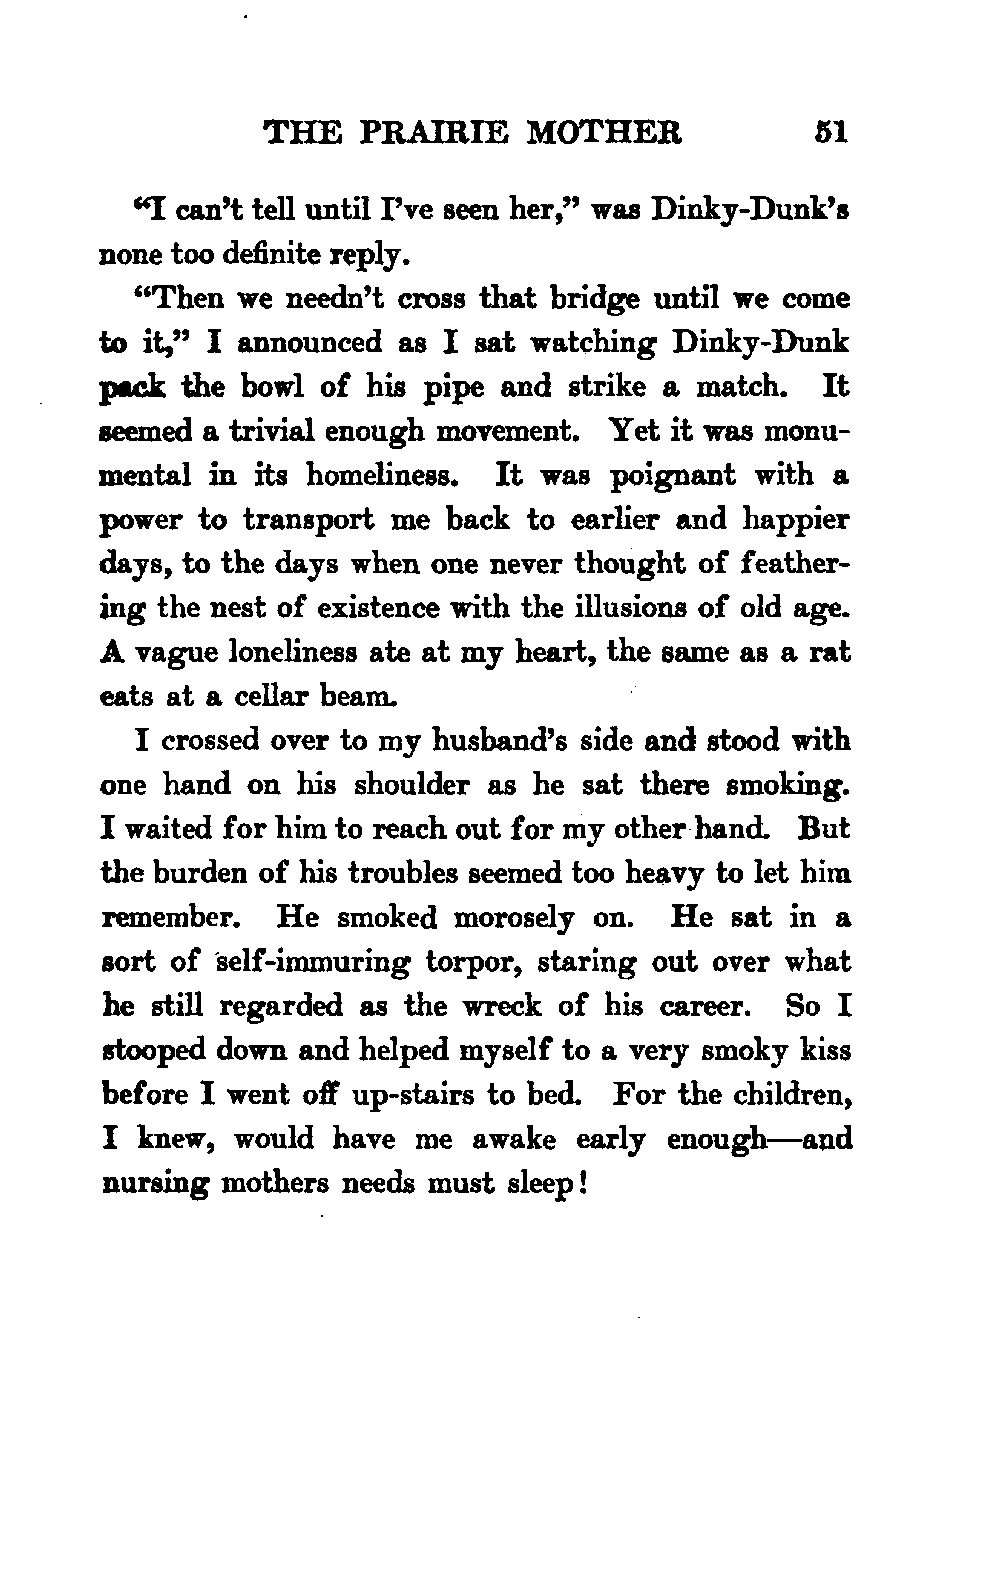 THE PRAIRIE MOTHER 51
“I can’t tell until I’ve seen her,” was Dinky-Dunk’s
none too definite reply.
“Then we needn’t cross that bridge until we come
to it,” I announced as I sat watching Dinky-Dunk
pack the bowl of his pipe and strike a match. It
seemed a trivial enough movement. Yet it was monu-
mental in its homeliness. It was poignant with a
power to transport me back to earlier and happier
days, to the days when one never thought of feather-
ing the nest of existence with the illusions of old age.
A vague loneliness ate at my heart, the same as a rat
eats at a cellar beam.
I crossed over to my husband’s side and stood with
one hand on his shoulder as he sat there smoking.
I waited for him to reach out for my other hand. But
the burden of his troubles seemed too heavy to let him
remember. He smoked morosely on. He sat in a
sort of self-immuring torpor, staring out over what
he still regarded as the wreck of his career. So I
stooped down and helped myself to a very smoky kiss
before I went off up-stairs to bed. For the children,
I knew, would have me awake early enough—and
nursing mothers needs must sleep!